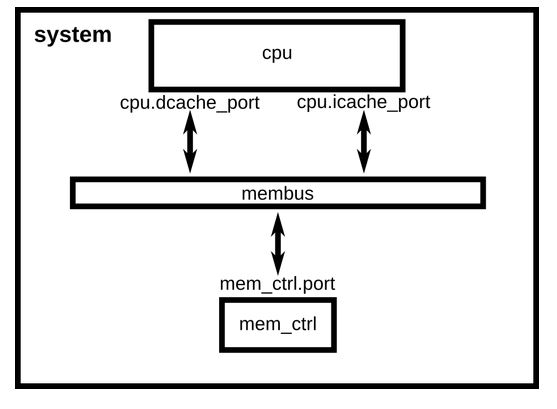 system
cpu
cpu.dcache_port cpu.icache_port
membus
mem_ctrl.port
mem_ctrl